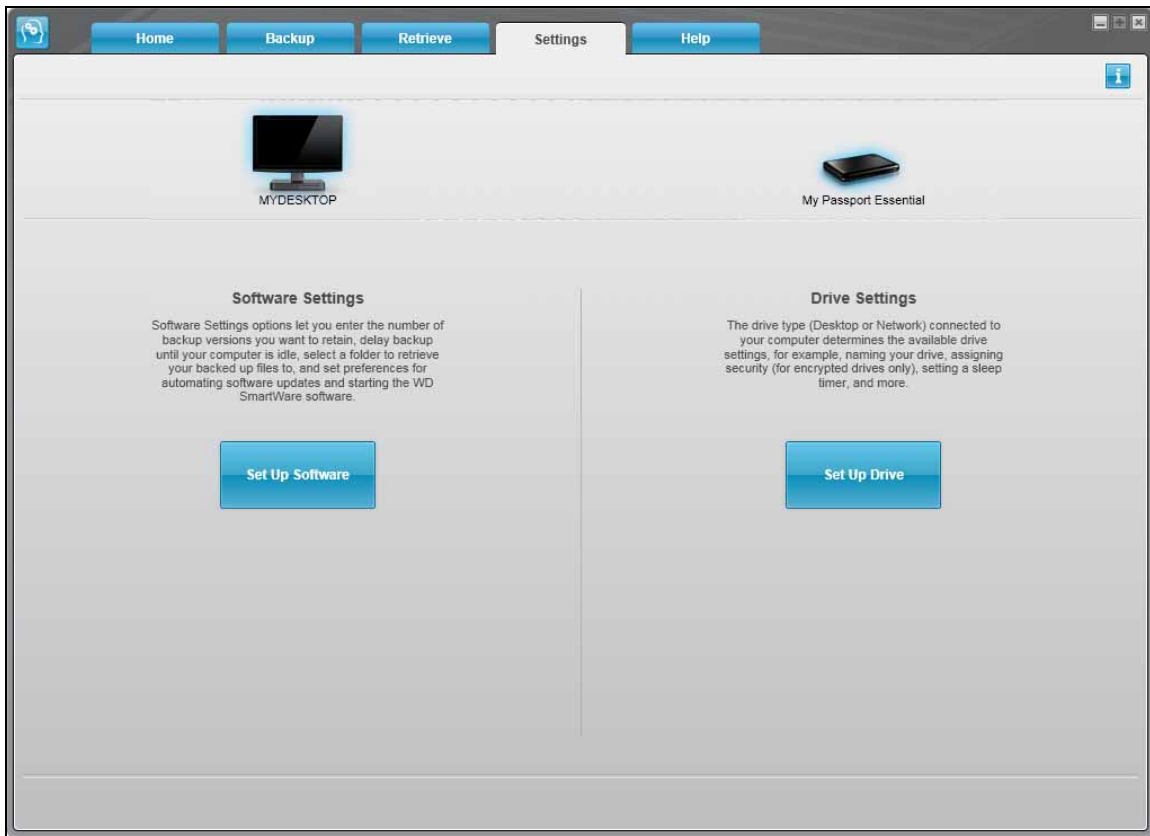 Home
Backup
Retrieve
Settings
Help
i
MYDESKTOP
My Passport Essential
Software Settings
Software Settings options let you enter the number of
backup versions you want to retain, delay backup
until your computer is idle, select a folder to retrieve
your backed up files to, and set preferences for
automating software updates and starting the WD
SmartWare software.
Set Up Software
Drive Settings
The drive type (Desktop or Network) connected to
your computer determines the available drive
settings, for example, naming your drive, assigning
security (for encrypted drives only), setting a sleep
timer, and more.
Set Up Drive